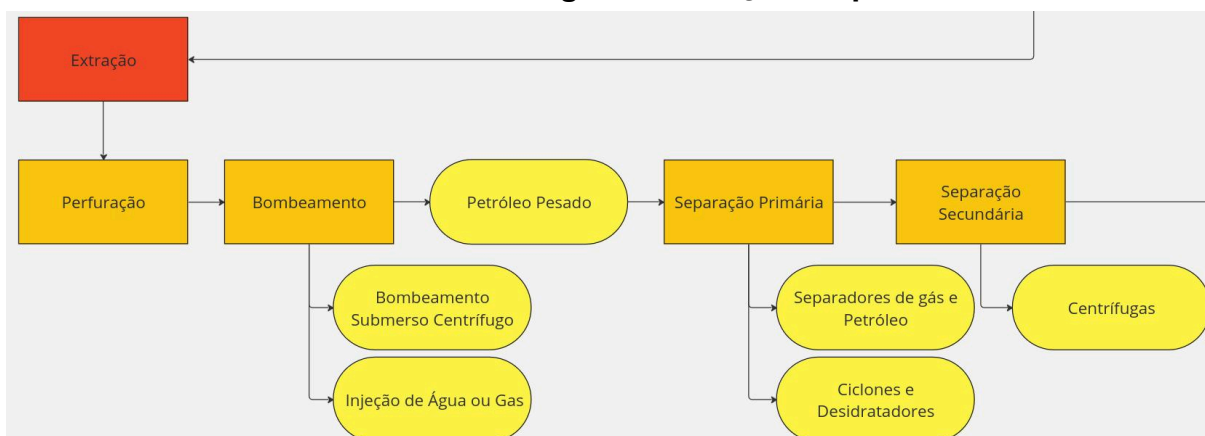 Extração
Perfuração
Bombeamento
Petróleo Pesado
Separação Primária
Separação
Secundária
Bombeamento
Submerso Centrífugo
Separadores de gás e
Petróleo
Centrífugas
Injeção de Água ou Gas
Ciclones e
Desidratadores